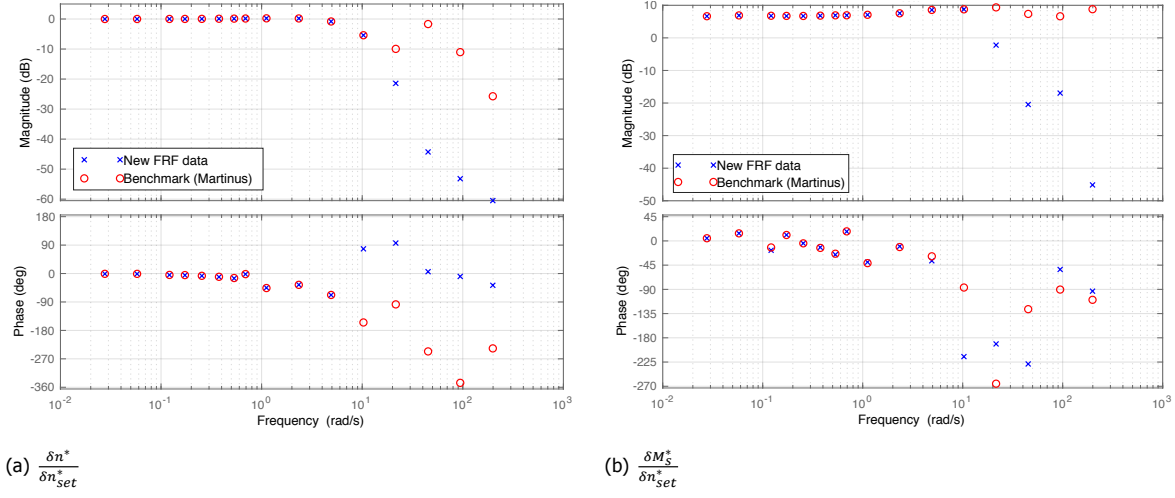 10
0
-10
-20
-30
-40
-50
-60
Magnitude (dB)
New FRF data
Benchmark (Martinus)
180
90
0
-90
-180
-270
-360
Phase (deg)
10^-2 10^-1 10^0 10^1 10^2 10^3
Frequency (rad/s)
(a) δn*/δn*set
10
0
-10
-20
-30
-40
-50
Magnitude (dB)
New FRF data
Benchmark (Martinus)
45
0
-45
-90
-135
-180
-225
-270
Phase (deg)
10^-2 10^-1 10^0 10^1 10^2 10^3
Frequency (rad/s)
(b) δM*S/δn*set